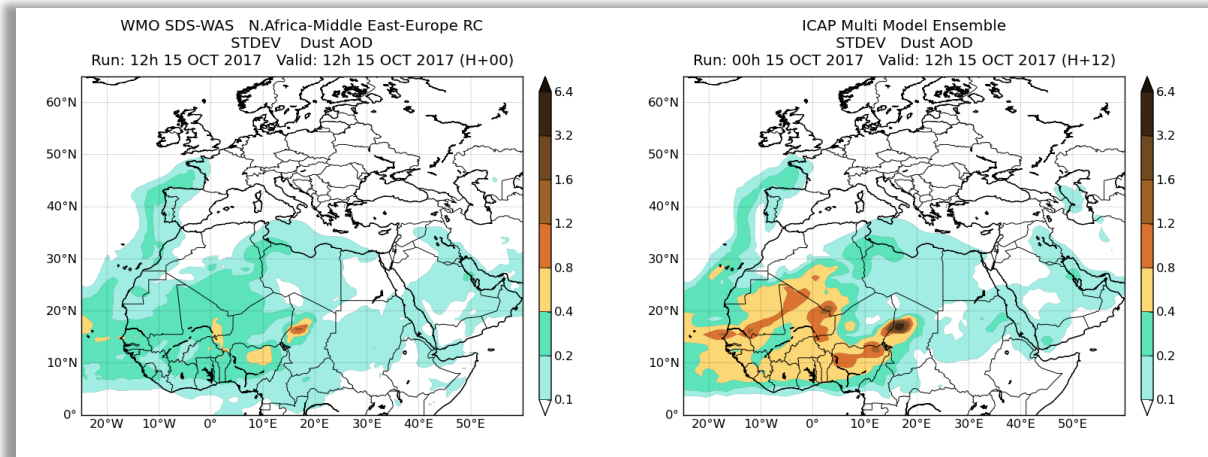 WMO SDS-WAS   N.Africa-Middle East-Europe RC
STDEV    Dust AOD
Run: 12h 15 OCT 2017   Valid: 12h 15 OCT 2017 (H+00)
60°N
50°N
40°N
30°N
20°N
10°N
0°
20°W
10°W
0°
10°E
20°E
30°E
40°E
50°E
6.4
3.2
1.6
1.2
0.8
0.4
0.2
0.1
ICAP Multi Model Ensemble
STDEV   Dust AOD
Run: 00h 15 OCT 2017   Valid: 12h 15 OCT 2017 (H+12)
60°N
50°N
40°N
30°N
20°N
10°N
0°
20°W
10°W
0°
10°E
20°E
30°E
40°E
50°E
6.4
3.2
1.6
1.2
0.8
0.4
0.2
0.1